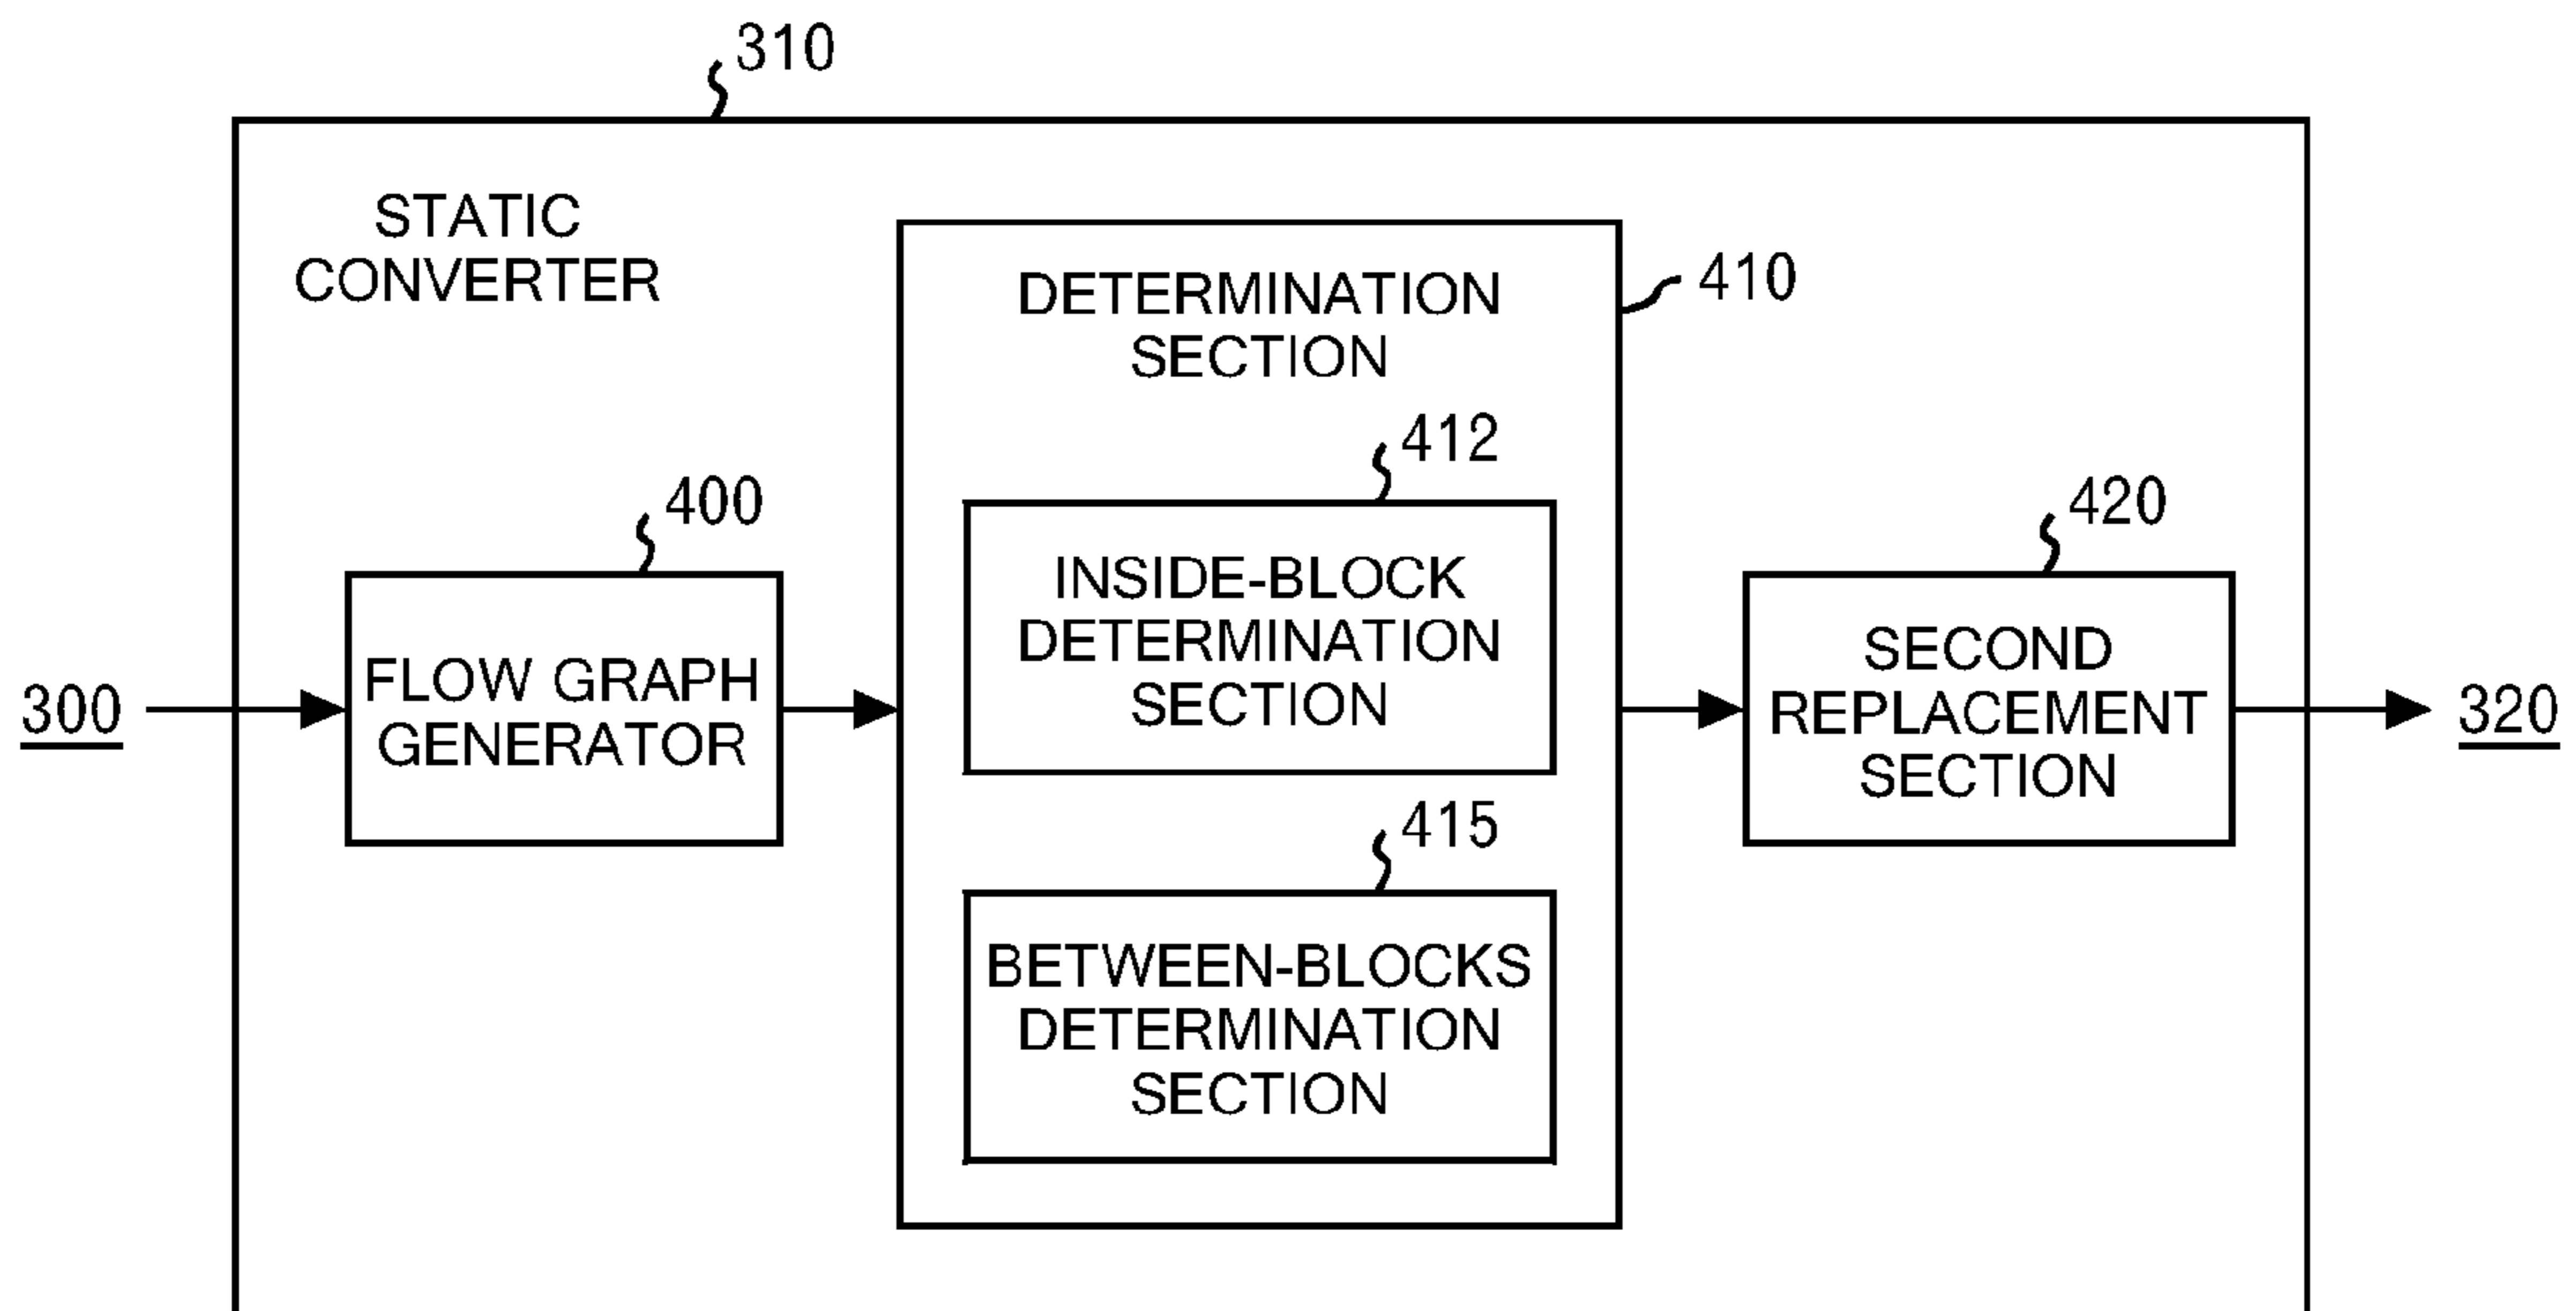 310
STATIC
CONVERTER
DETERMINATION
SECTION
410
412
INSIDE-BLOCK
DETERMINATION
SECTION
400
FLOW GRAPH
GENERATOR
300
415
BETWEEN-BLOCKS
DETERMINATION
SECTION
420
SECOND
REPLACEMENT
SECTION
320